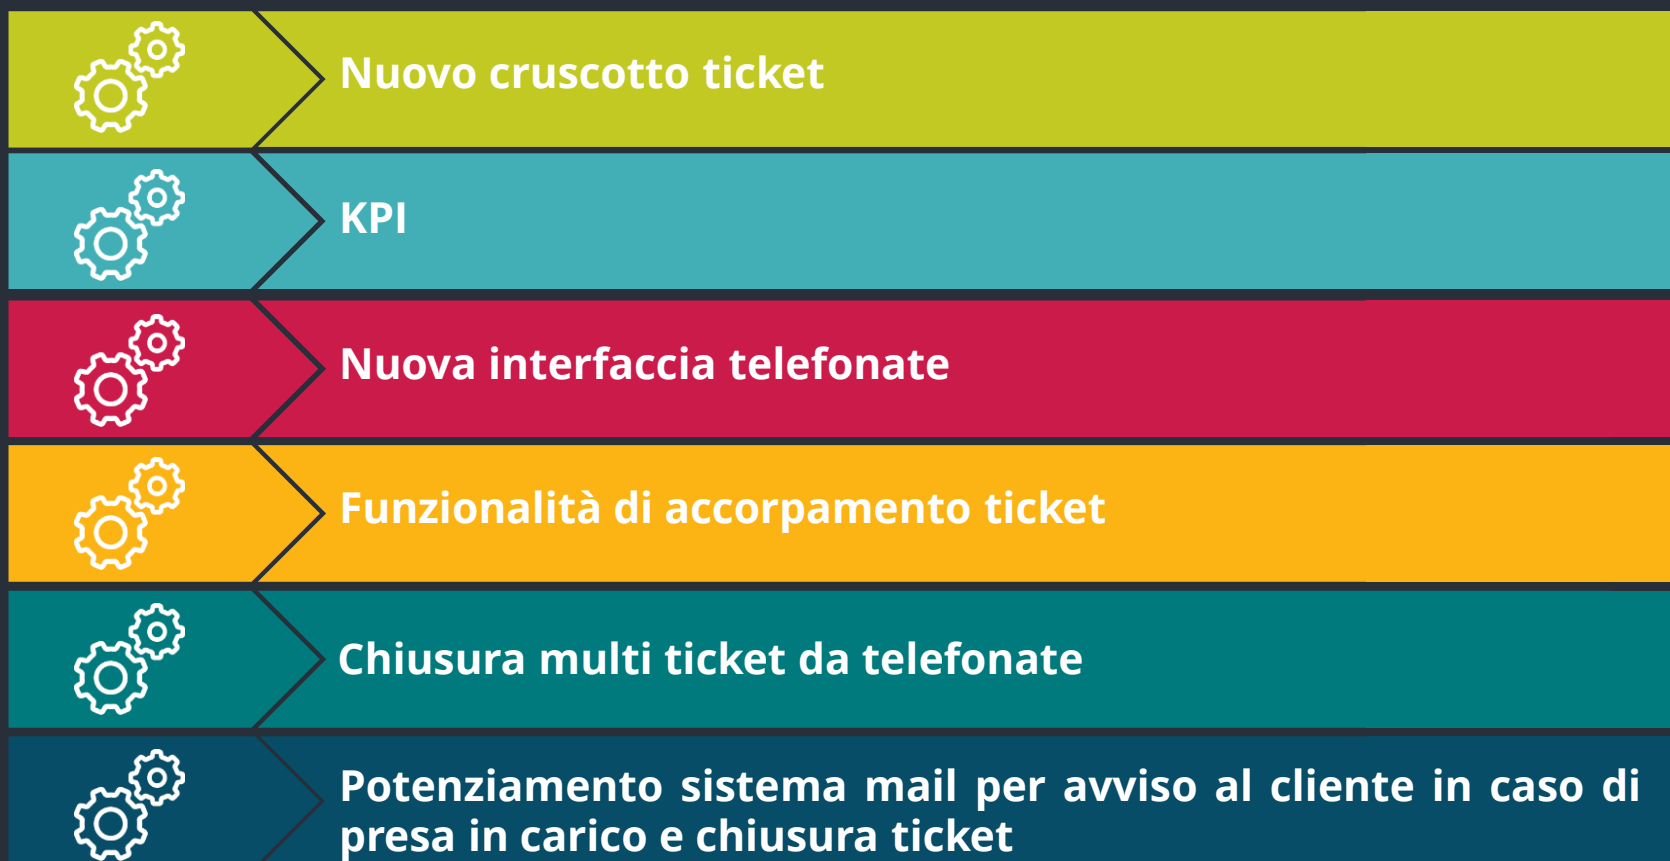 Nuovo cruscotto ticket
KPI
Nuova interfaccia telefonate
Funzionalità di accorpamento ticket
Chiusura multi ticket da telefonate
Potenziamento sistema mail per avviso al cliente in caso di
presa in carico e chiusura ticket